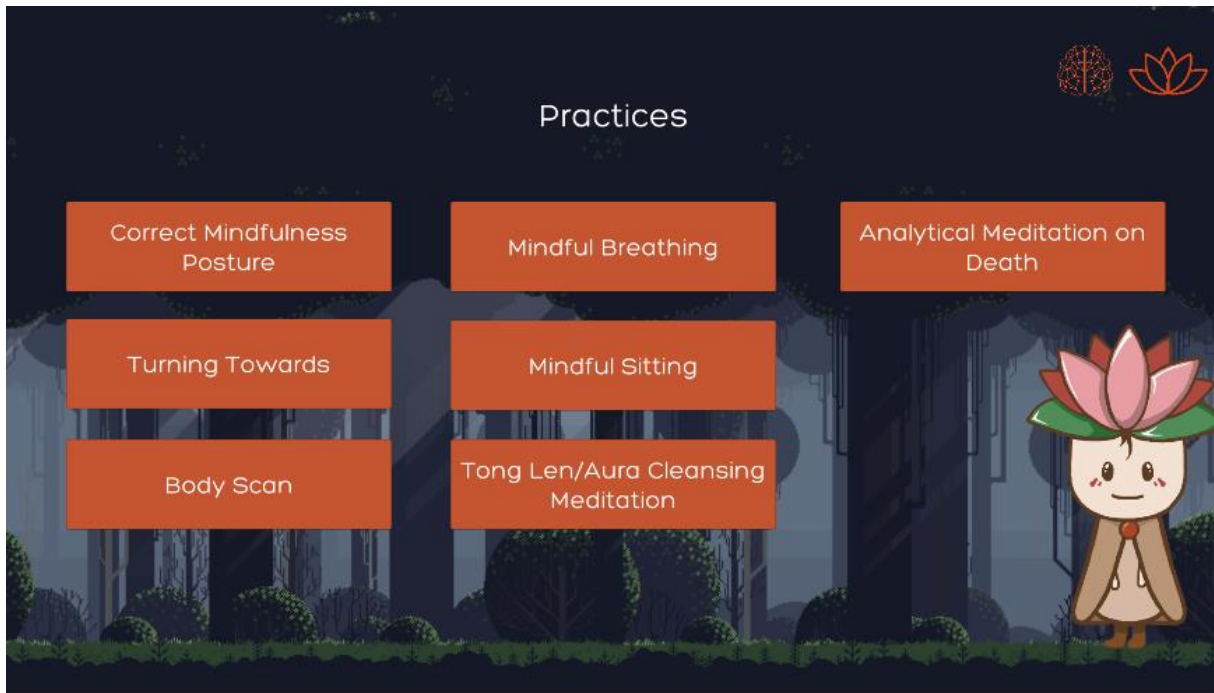 Practices
Correct Mindfulness
Posture
Mindful Breathing
Analytical Meditation on
Death
Turning Towards
Mindful Sitting
Body Scan
Tong Len/Aura Cleansing
Meditation